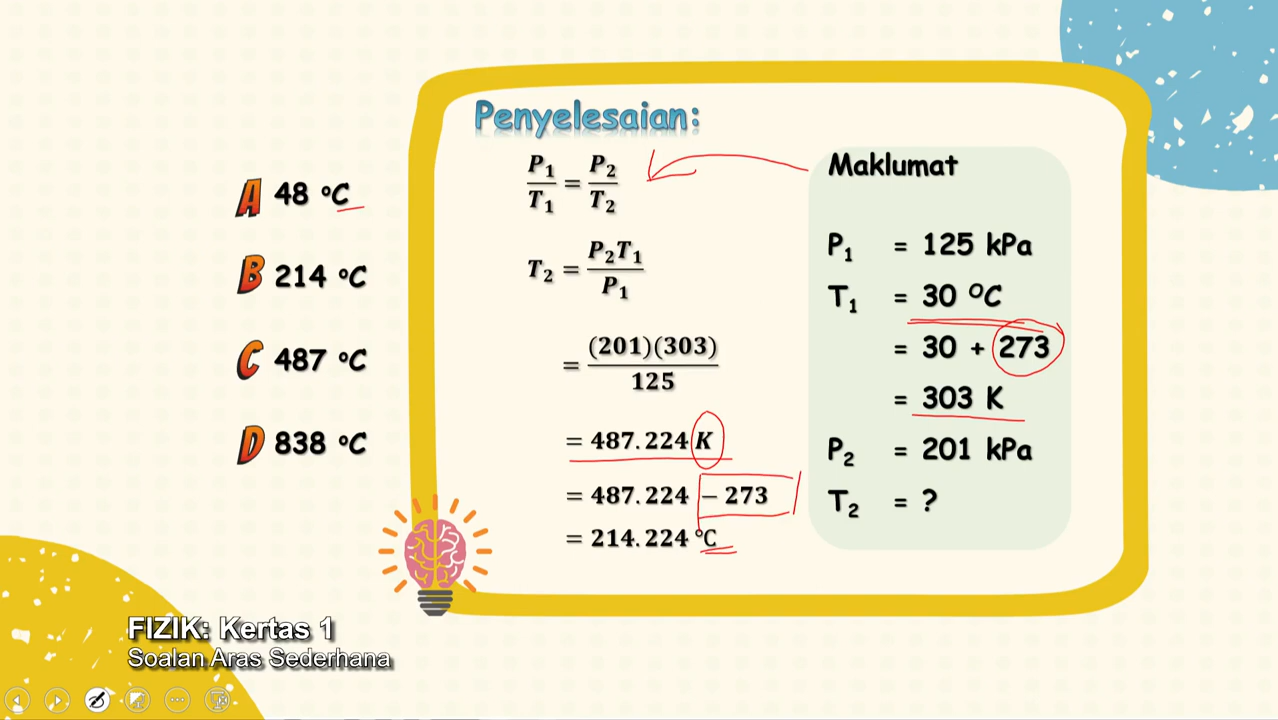 A 48 °C
B 214 °C
C 487 °C
D 838 °C
Penyelesaian:
P₁/T₁ = P₂/T₂
T₂ = P₂T₁/P₁
= (201)(303)/125
= 487.224 K
= 487.224 − 273
= 214.224 °C
Maklumat
P₁ = 125 kPa
T₁ = 30 °C
= 30 + 273
= 303 K
P₂ = 201 kPa
T₂ = ?
FIZIK: Kertas 1
Soalan Aras Sederhana